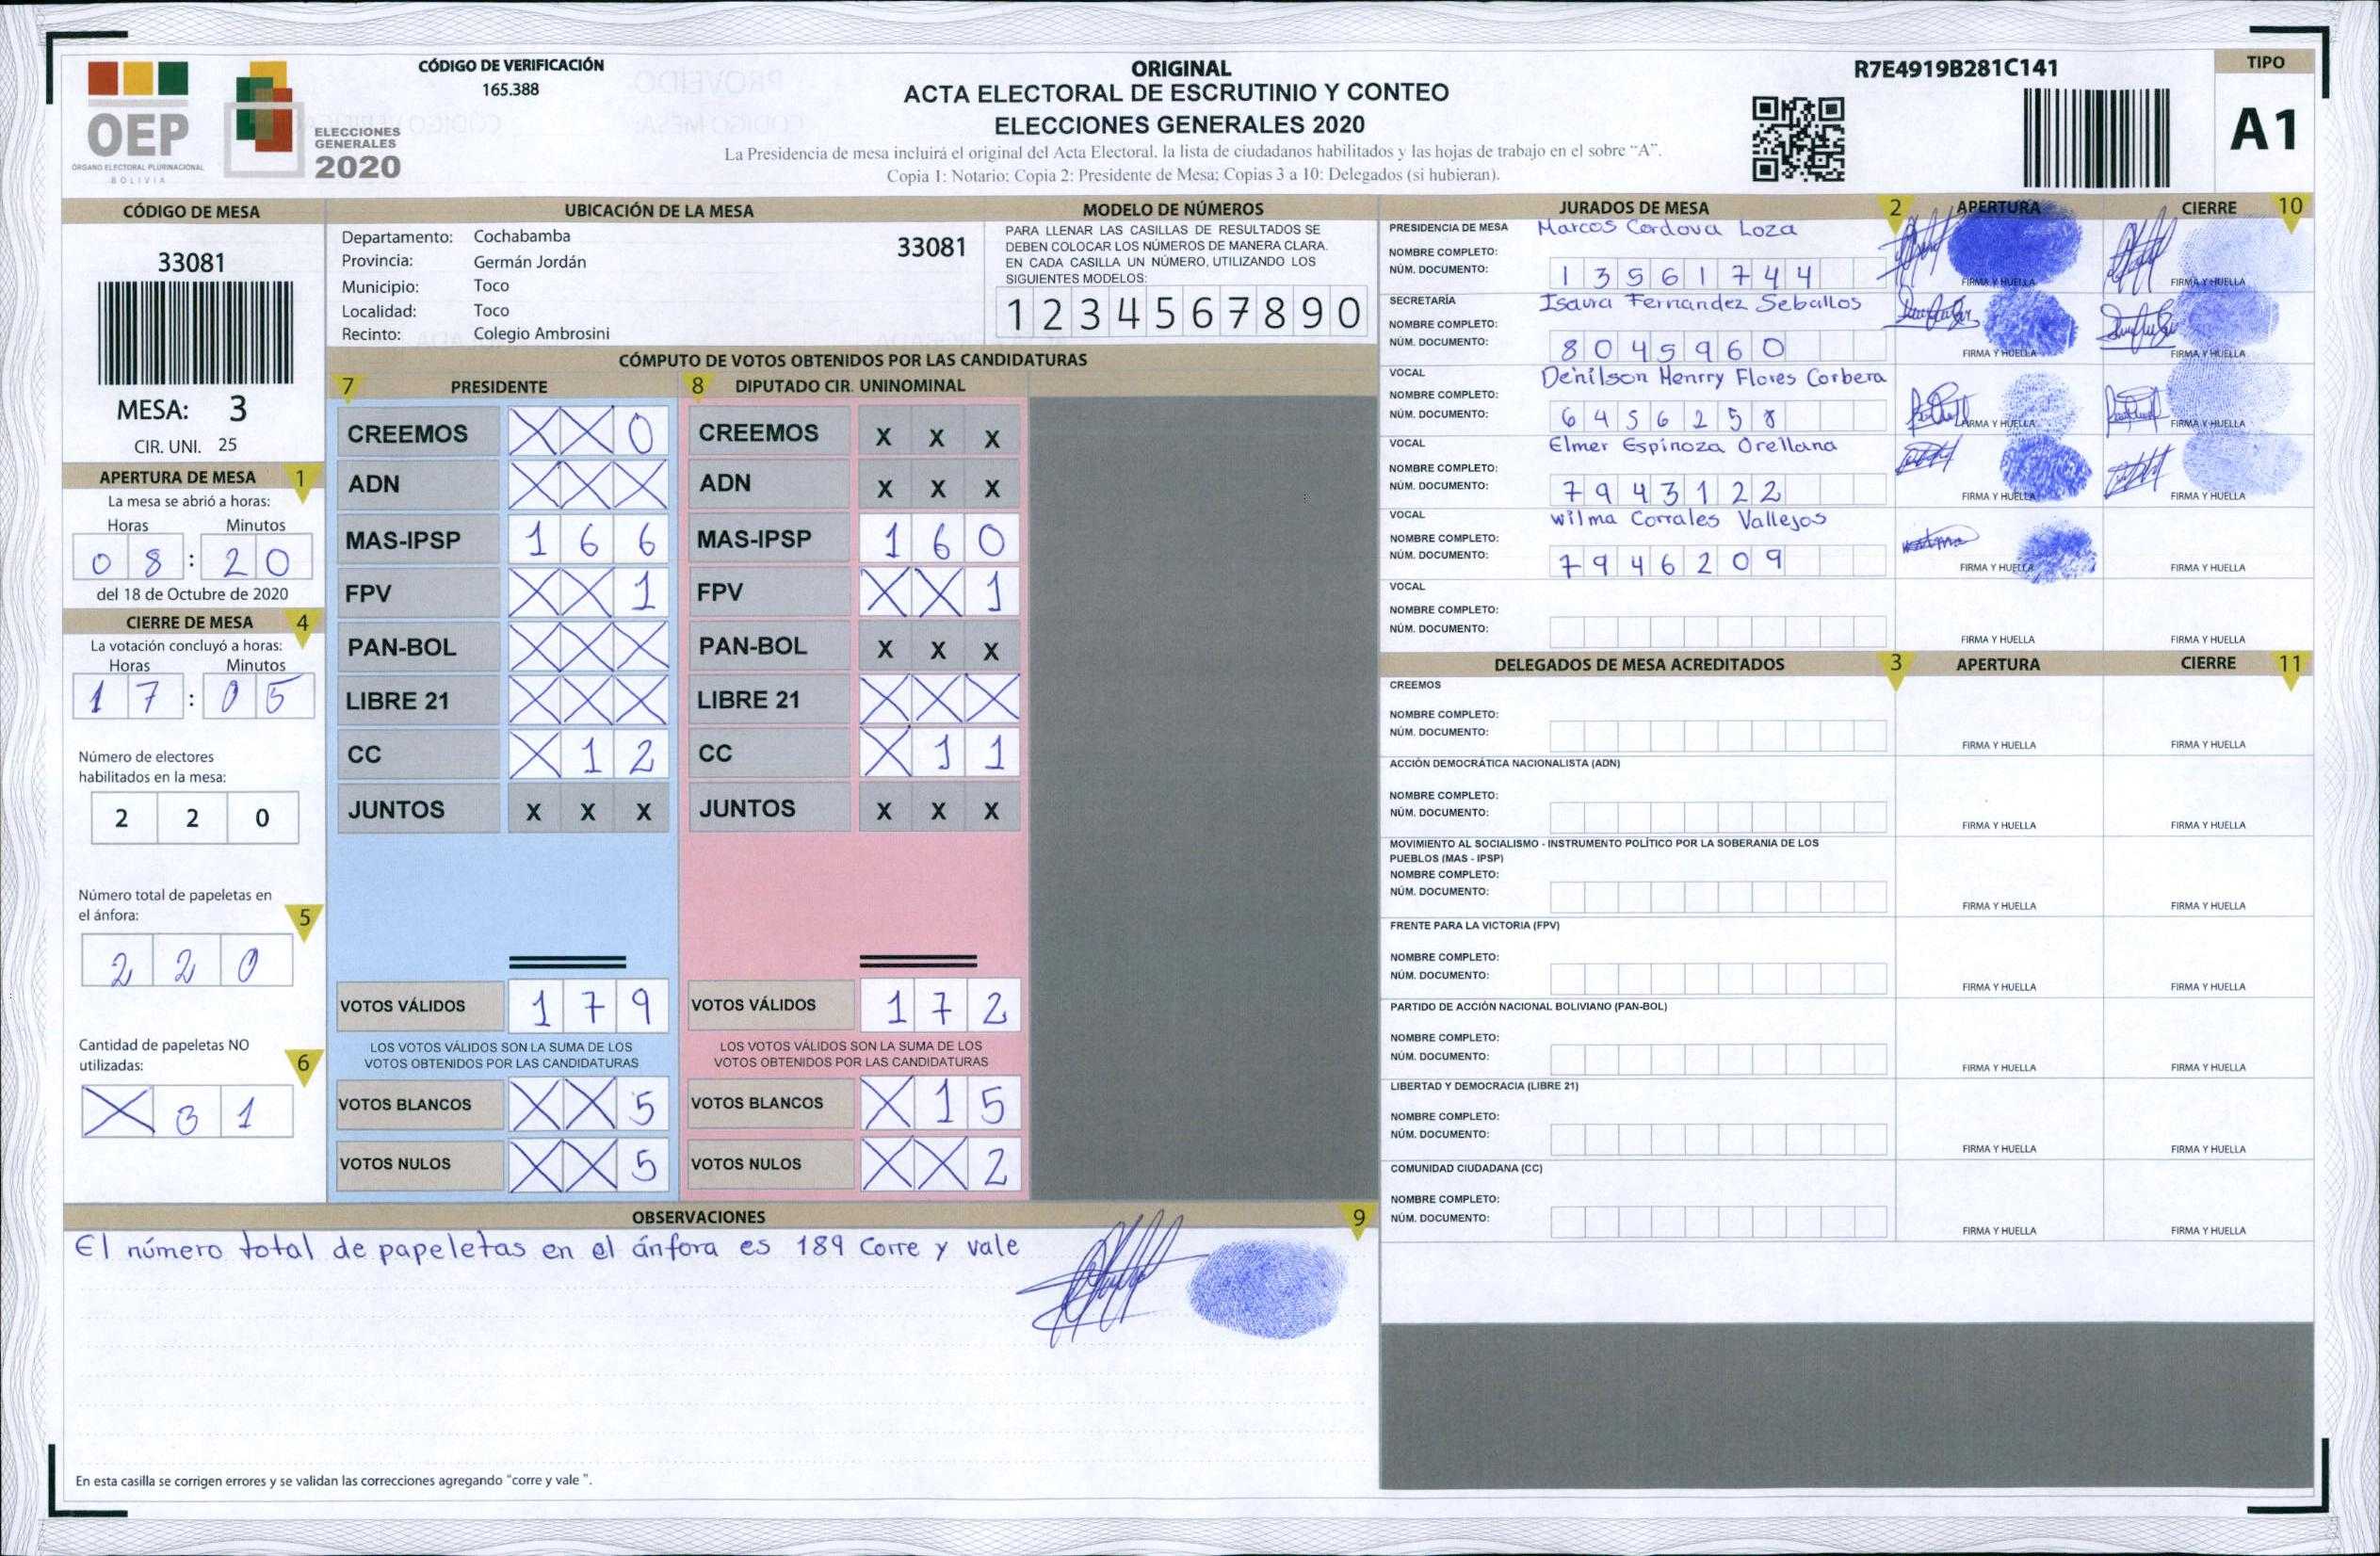 OEP
ÓRGANO ELECTORAL PLURINACIONAL
BOLIVIA
ELECCIONES
GENERALES
2020
CÓDIGO DE VERIFICACIÓN
165.388
ORIGINAL
ACTA ELECTORAL DE ESCRUTINIO Y CONTEO
ELECCIONES GENERALES 2020
La Presidencia de mesa incluirá el original del Acta Electoral, la lista de ciudadanos habilitados y las hojas de trabajo en el sobre "A".
Copia 1: Notario; Copia 2: Presidente de Mesa; Copias 3 a 10: Delegados (si hubieran).
R7E4919B281C141
TIPO
A1
CÓDIGO DE MESA
33081
MESA: 3
CIR. UNI. 25
APERTURA DE MESA 1
La mesa se abrió a horas:
Horas Minutos
08:20
del 18 de Octubre de 2020
CIERRE DE MESA 4
La votación concluyó a horas:
Horas Minutos
17:05
Número de electores
habilitados en la mesa:
2 2 0
Número total de papeletas en
el ánfora: 5
2 2 0
Cantidad de papeletas NO
utilizadas: 6
X 3 1
UBICACIÓN DE LA MESA
Departamento: Cochabamba 33081
Provincia: Germán Jordán
Municipio: Toco
Localidad: Toco
Recinto: Colegio Ambrosini
MODELO DE NÚMEROS
PARA LLENAR LAS CASILLAS DE RESULTADOS SE
DEBEN COLOCAR LOS NÚMEROS DE MANERA CLARA.
EN CADA CASILLA UN NÚMERO, UTILIZANDO LOS
SIGUIENTES MODELOS:
1 2 3 4 5 6 7 8 9 0
CÓMPUTO DE VOTOS OBTENIDOS POR LAS CANDIDATURAS
7 PRESIDENTE 8 DIPUTADO CIR. UNINOMINAL
CREEMOS X X 0 CREEMOS X X X
ADN X X X ADN X X X
MAS-IPSP 1 6 6 MAS-IPSP 1 6 0
FPV X X 1 FPV X X 1
PAN-BOL X X X PAN-BOL X X X
LIBRE 21 X X X LIBRE 21 X X X
CC X 1 2 CC X 1 1
JUNTOS X X X JUNTOS X X X
VOTOS VÁLIDOS 1 7 9 VOTOS VÁLIDOS 1 7 2
LOS VOTOS VÁLIDOS SON LA SUMA DE LOS LOS VOTOS VÁLIDOS SON LA SUMA DE LOS
VOTOS OBTENIDOS POR LAS CANDIDATURAS VOTOS OBTENIDOS POR LAS CANDIDATURAS
VOTOS BLANCOS X X 5 VOTOS BLANCOS X 1 5
VOTOS NULOS X X 5 VOTOS NULOS X X 2
OBSERVACIONES 9
El número total de papeletas en el ánfora es 189 Corre y vale
En esta casilla se corrigen errores y se validan las correcciones agregando "corre y vale ".
JURADOS DE MESA 2 APERTURA CIERRE 10
PRESIDENCIA DE MESA Marcos Cordova Loza
NOMBRE COMPLETO:
NÚM. DOCUMENTO: 1 3 5 6 1 7 4 4 FIRMA Y HUELLA FIRMA Y HUELLA
SECRETARÍA Isaura Fernandez Seballos
NOMBRE COMPLETO:
NÚM. DOCUMENTO: 8 0 4 5 9 6 0 FIRMA Y HUELLA FIRMA Y HUELLA
VOCAL Denilson Henrry Flores Corbera
NOMBRE COMPLETO:
NÚM. DOCUMENTO: 6 4 5 6 2 5 8 FIRMA Y HUELLA FIRMA Y HUELLA
VOCAL Elmer Espinoza Orellana
NOMBRE COMPLETO:
NÚM. DOCUMENTO: 7 9 4 3 1 2 2 FIRMA Y HUELLA FIRMA Y HUELLA
VOCAL Wilma Corrales Vallejos
NOMBRE COMPLETO:
NÚM. DOCUMENTO: 7 9 4 6 2 0 9 FIRMA Y HUELLA FIRMA Y HUELLA
VOCAL
NOMBRE COMPLETO:
NÚM. DOCUMENTO: FIRMA Y HUELLA FIRMA Y HUELLA
DELEGADOS DE MESA ACREDITADOS 3 APERTURA CIERRE 11
CREEMOS
NOMBRE COMPLETO:
NÚM. DOCUMENTO: FIRMA Y HUELLA FIRMA Y HUELLA
ACCIÓN DEMOCRÁTICA NACIONALISTA (ADN)
NOMBRE COMPLETO:
NÚM. DOCUMENTO: FIRMA Y HUELLA FIRMA Y HUELLA
MOVIMIENTO AL SOCIALISMO - INSTRUMENTO POLÍTICO POR LA SOBERANIA DE LOS
PUEBLOS (MAS - IPSP)
NOMBRE COMPLETO:
NÚM. DOCUMENTO: FIRMA Y HUELLA FIRMA Y HUELLA
FRENTE PARA LA VICTORIA (FPV)
NOMBRE COMPLETO:
NÚM. DOCUMENTO: FIRMA Y HUELLA FIRMA Y HUELLA
PARTIDO DE ACCIÓN NACIONAL BOLIVIANO (PAN-BOL)
NOMBRE COMPLETO:
NÚM. DOCUMENTO: FIRMA Y HUELLA FIRMA Y HUELLA
LIBERTAD Y DEMOCRACIA (LIBRE 21)
NOMBRE COMPLETO:
NÚM. DOCUMENTO: FIRMA Y HUELLA FIRMA Y HUELLA
COMUNIDAD CIUDADANA (CC)
NOMBRE COMPLETO:
NÚM. DOCUMENTO: FIRMA Y HUELLA FIRMA Y HUELLA